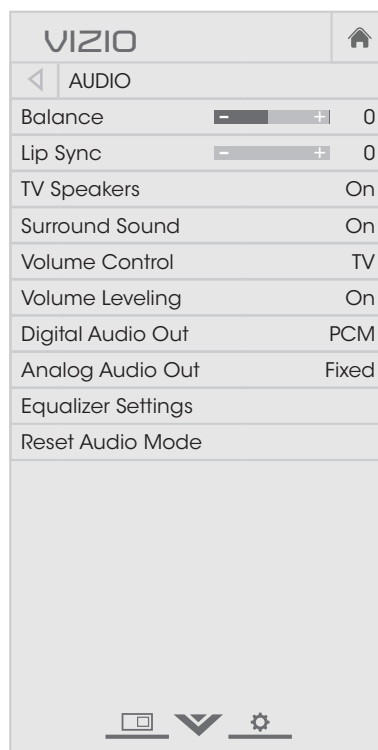 VIZIO
AUDIO
Balance - + 0
Lip Sync - + 0
TV Speakers On
Surround Sound On
Volume Control TV
Volume Leveling On
Digital Audio Out PCM
Analog Audio Out Fixed
Equalizer Settings
Reset Audio Mode